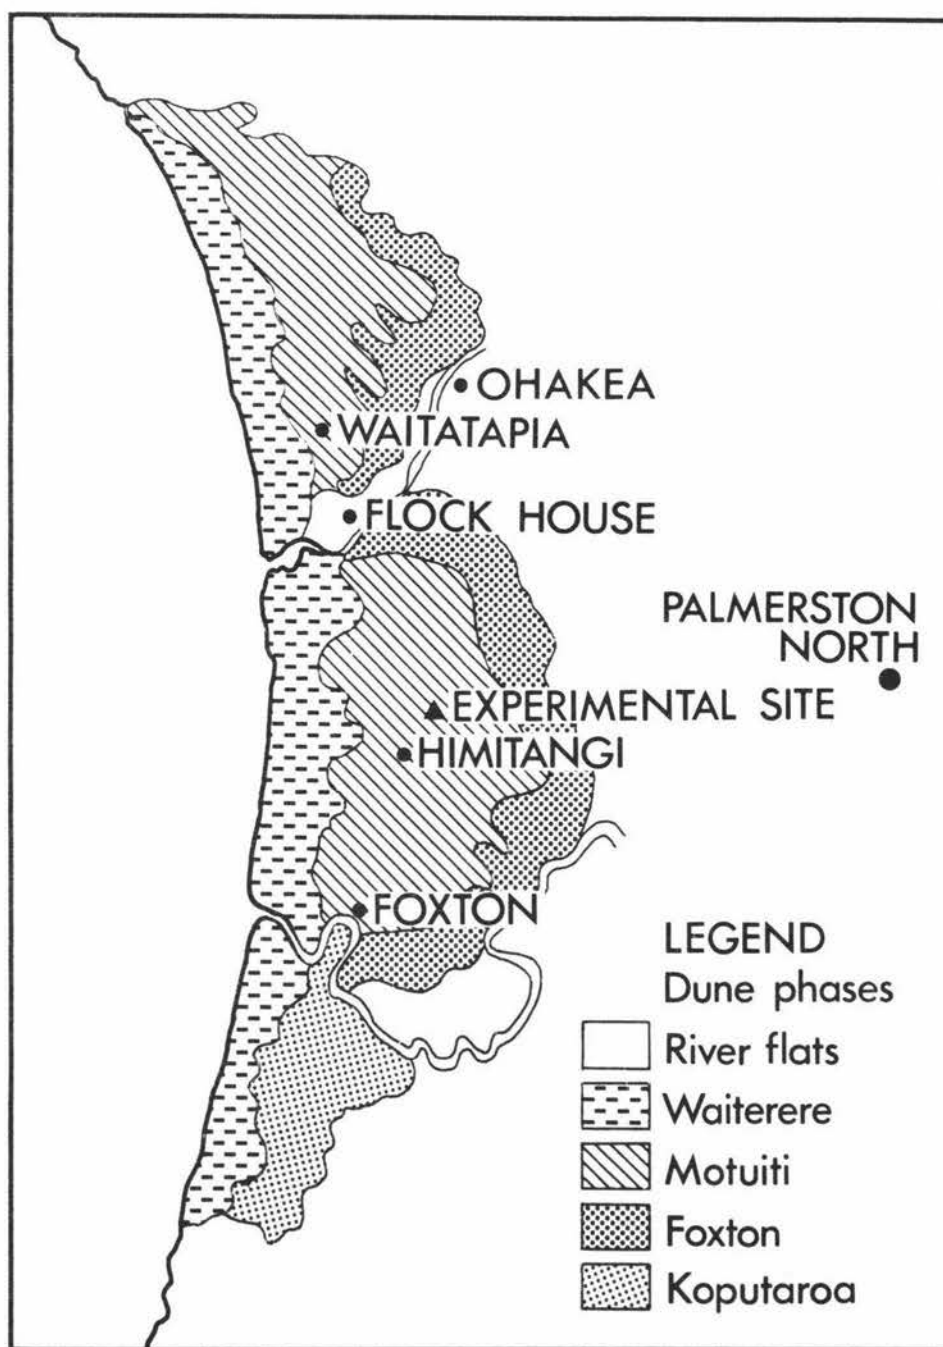 OHAKEA
WAITATAPIA
FLOCK HOUSE
PALMERSTON
NORTH
EXPERIMENTAL SITE
HIMITANGI
FOXTON
LEGEND
Dune phases
River flats
Waiterere
Motuiti
Foxton
Koputaroa